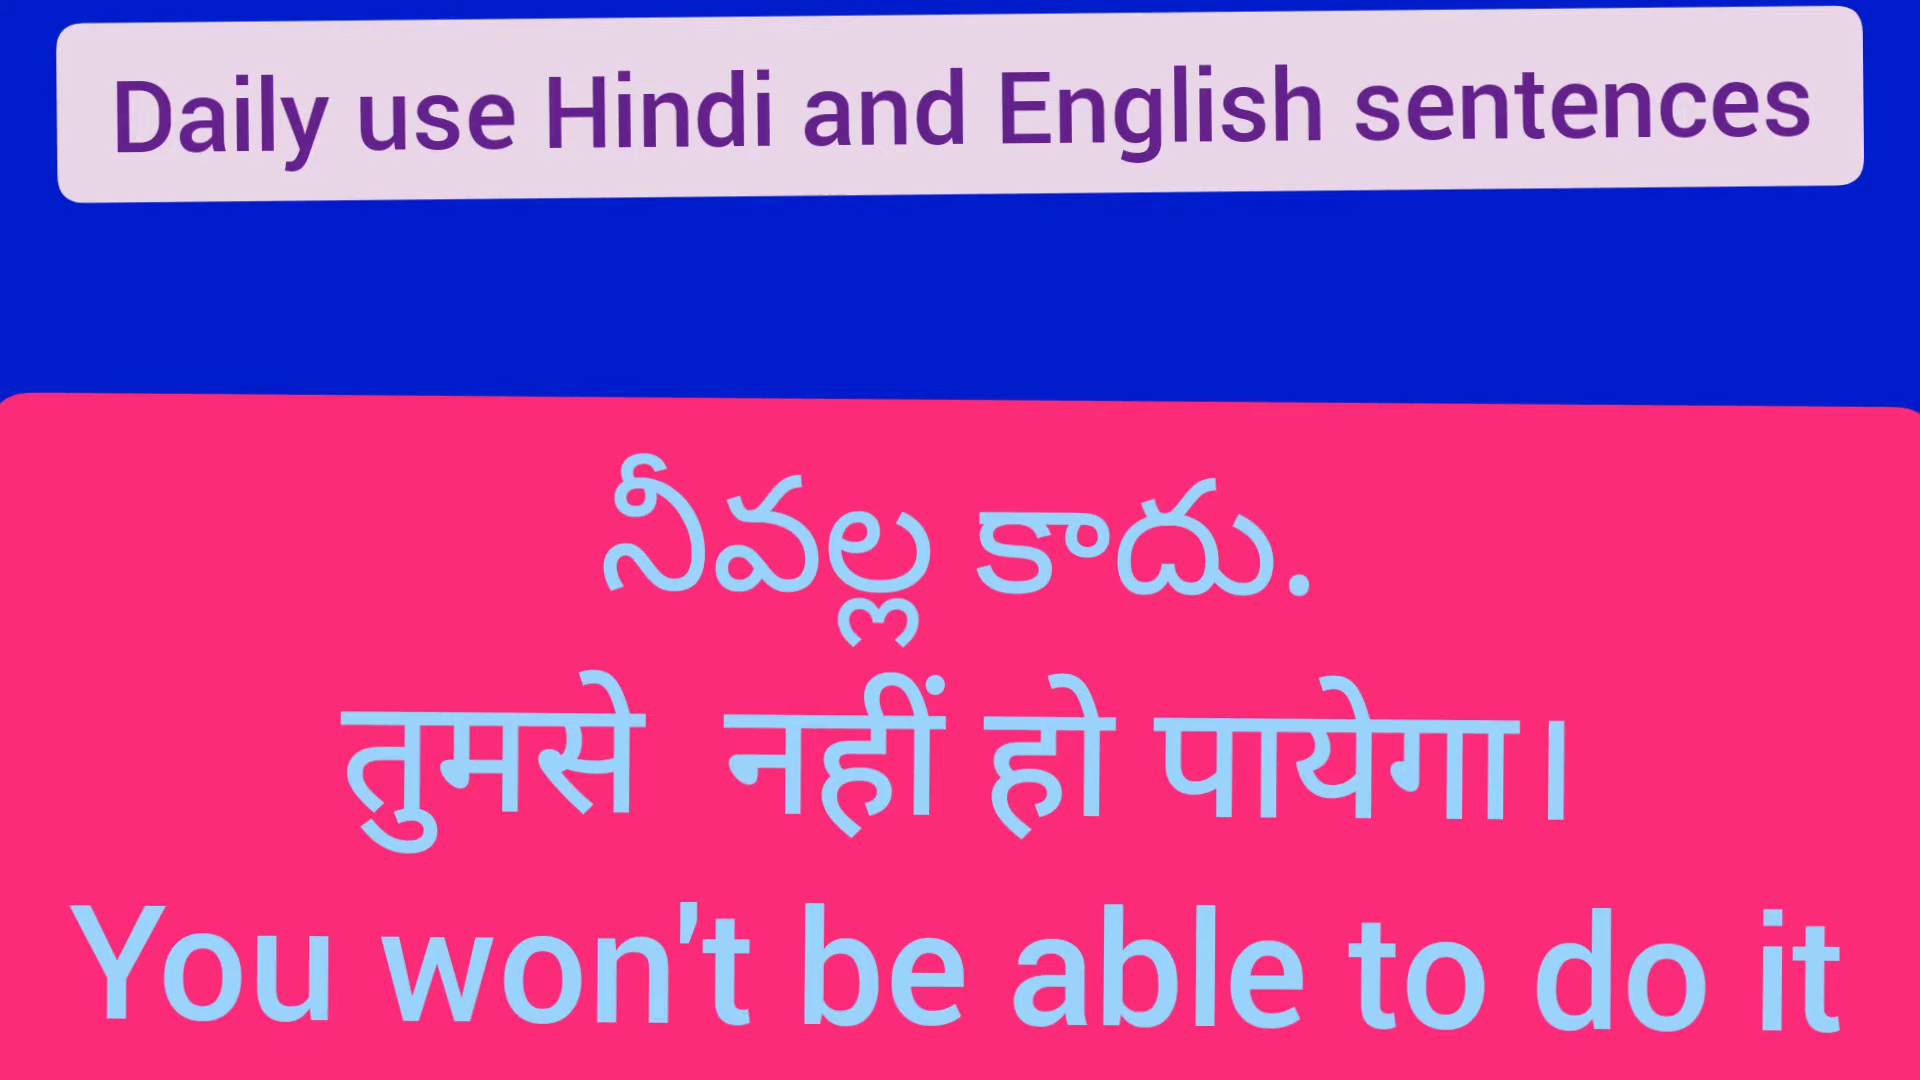 Daily use Hindi and English sentences
నీవల్ల కాదు.
तुमसे  नहीं हो पायेगा।
You won't be able to do it